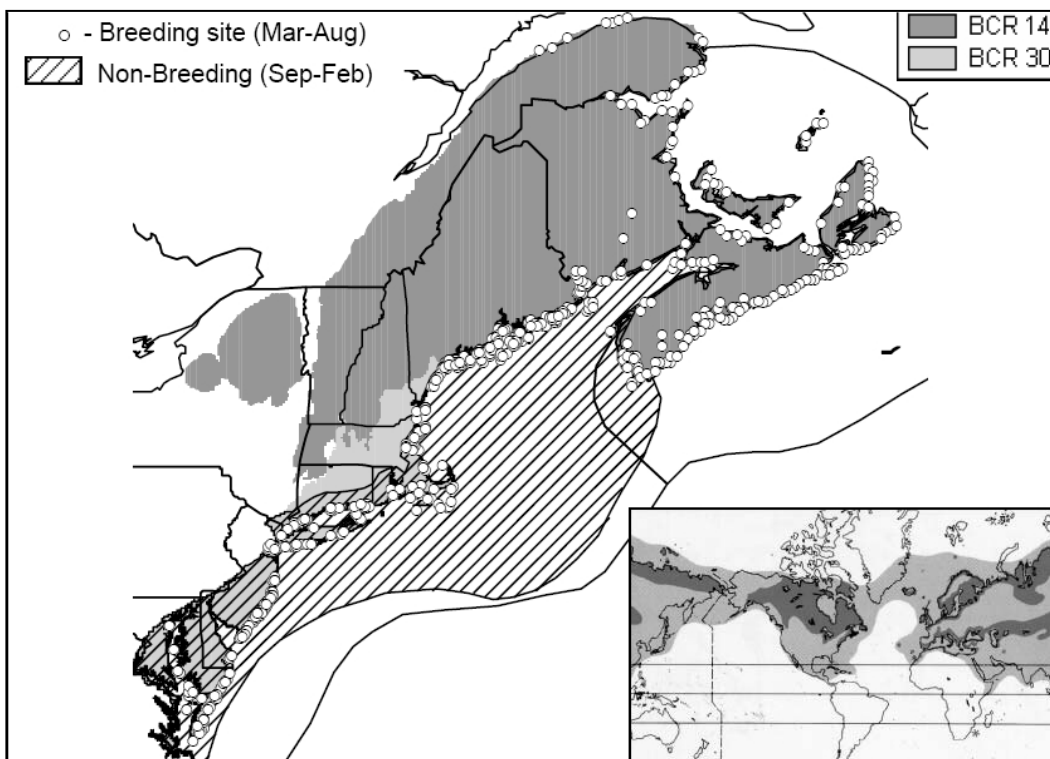 ○ - Breeding site (Mar-Aug)
Non-Breeding (Sep-Feb)
BCR 14
BCR 30